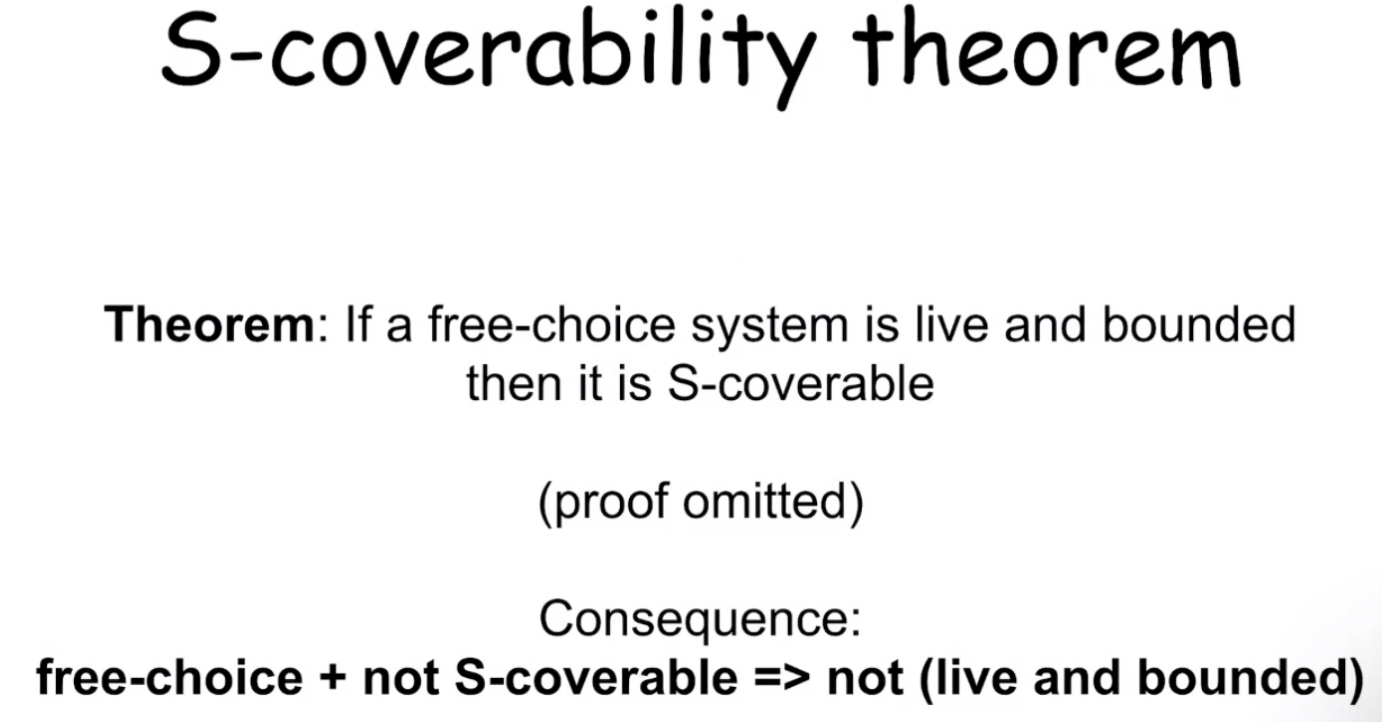 S-coverability theorem
Theorem: If a free-choice system is live and bounded
then it is S-coverable
(proof omitted)
Consequence:
free-choice + not S-coverable => not (live and bounded)